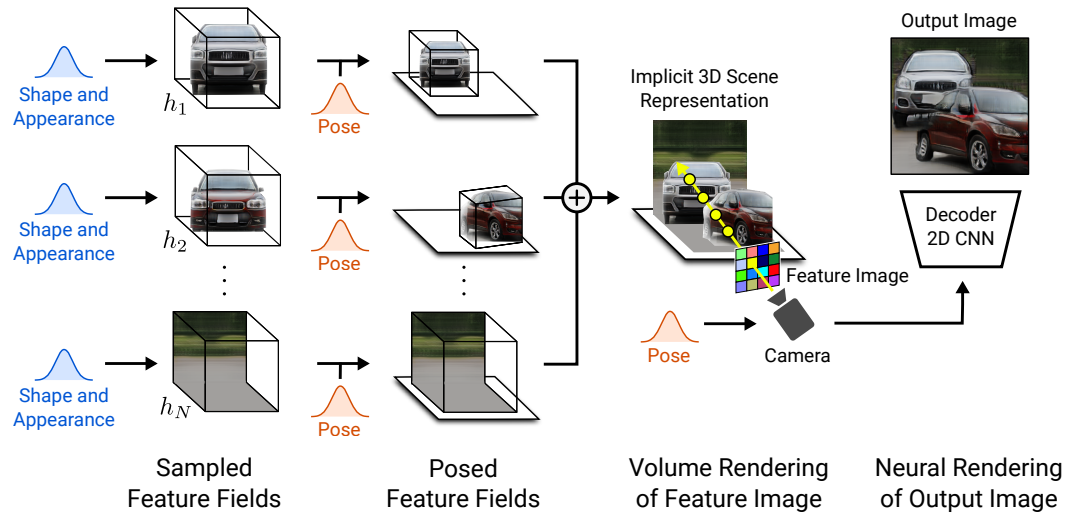 Shape and
Appearance
h1
Pose
Shape and
Appearance
h2
Pose
Shape and
Appearance
hN
Pose
Implicit 3D Scene
Representation
Feature Image
Pose
Camera
Output Image
Decoder
2D CNN
Sampled
Feature Fields
Posed
Feature Fields
Volume Rendering
of Feature Image
Neural Rendering
of Output Image